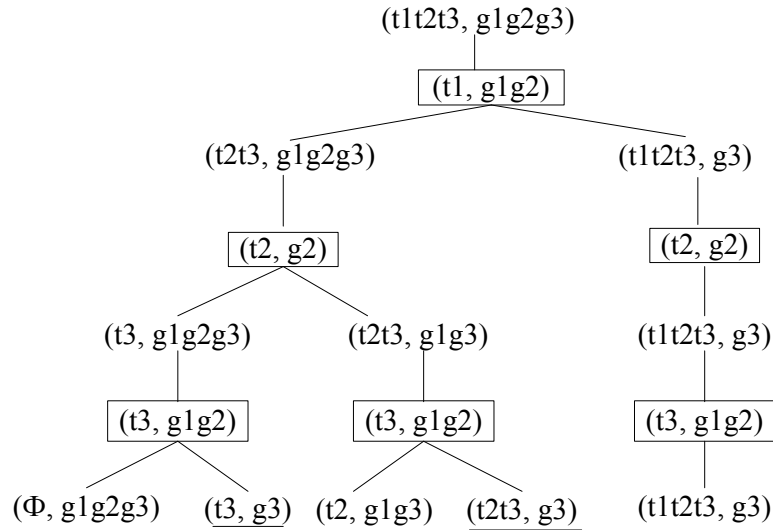 (t1t2t3, g1g2g3)
(t1, g1g2)
(t2t3, g1g2g3) (t1t2t3, g3)
(t2, g2) (t2, g2)
(t3, g1g2g3) (t2t3, g1g3) (t1t2t3, g3)
(t3, g1g2) (t3, g1g2) (t3, g1g2)
(Φ, g1g2g3) (t3, g3) (t2, g1g3) (t2t3, g3) (t1t2t3, g3)